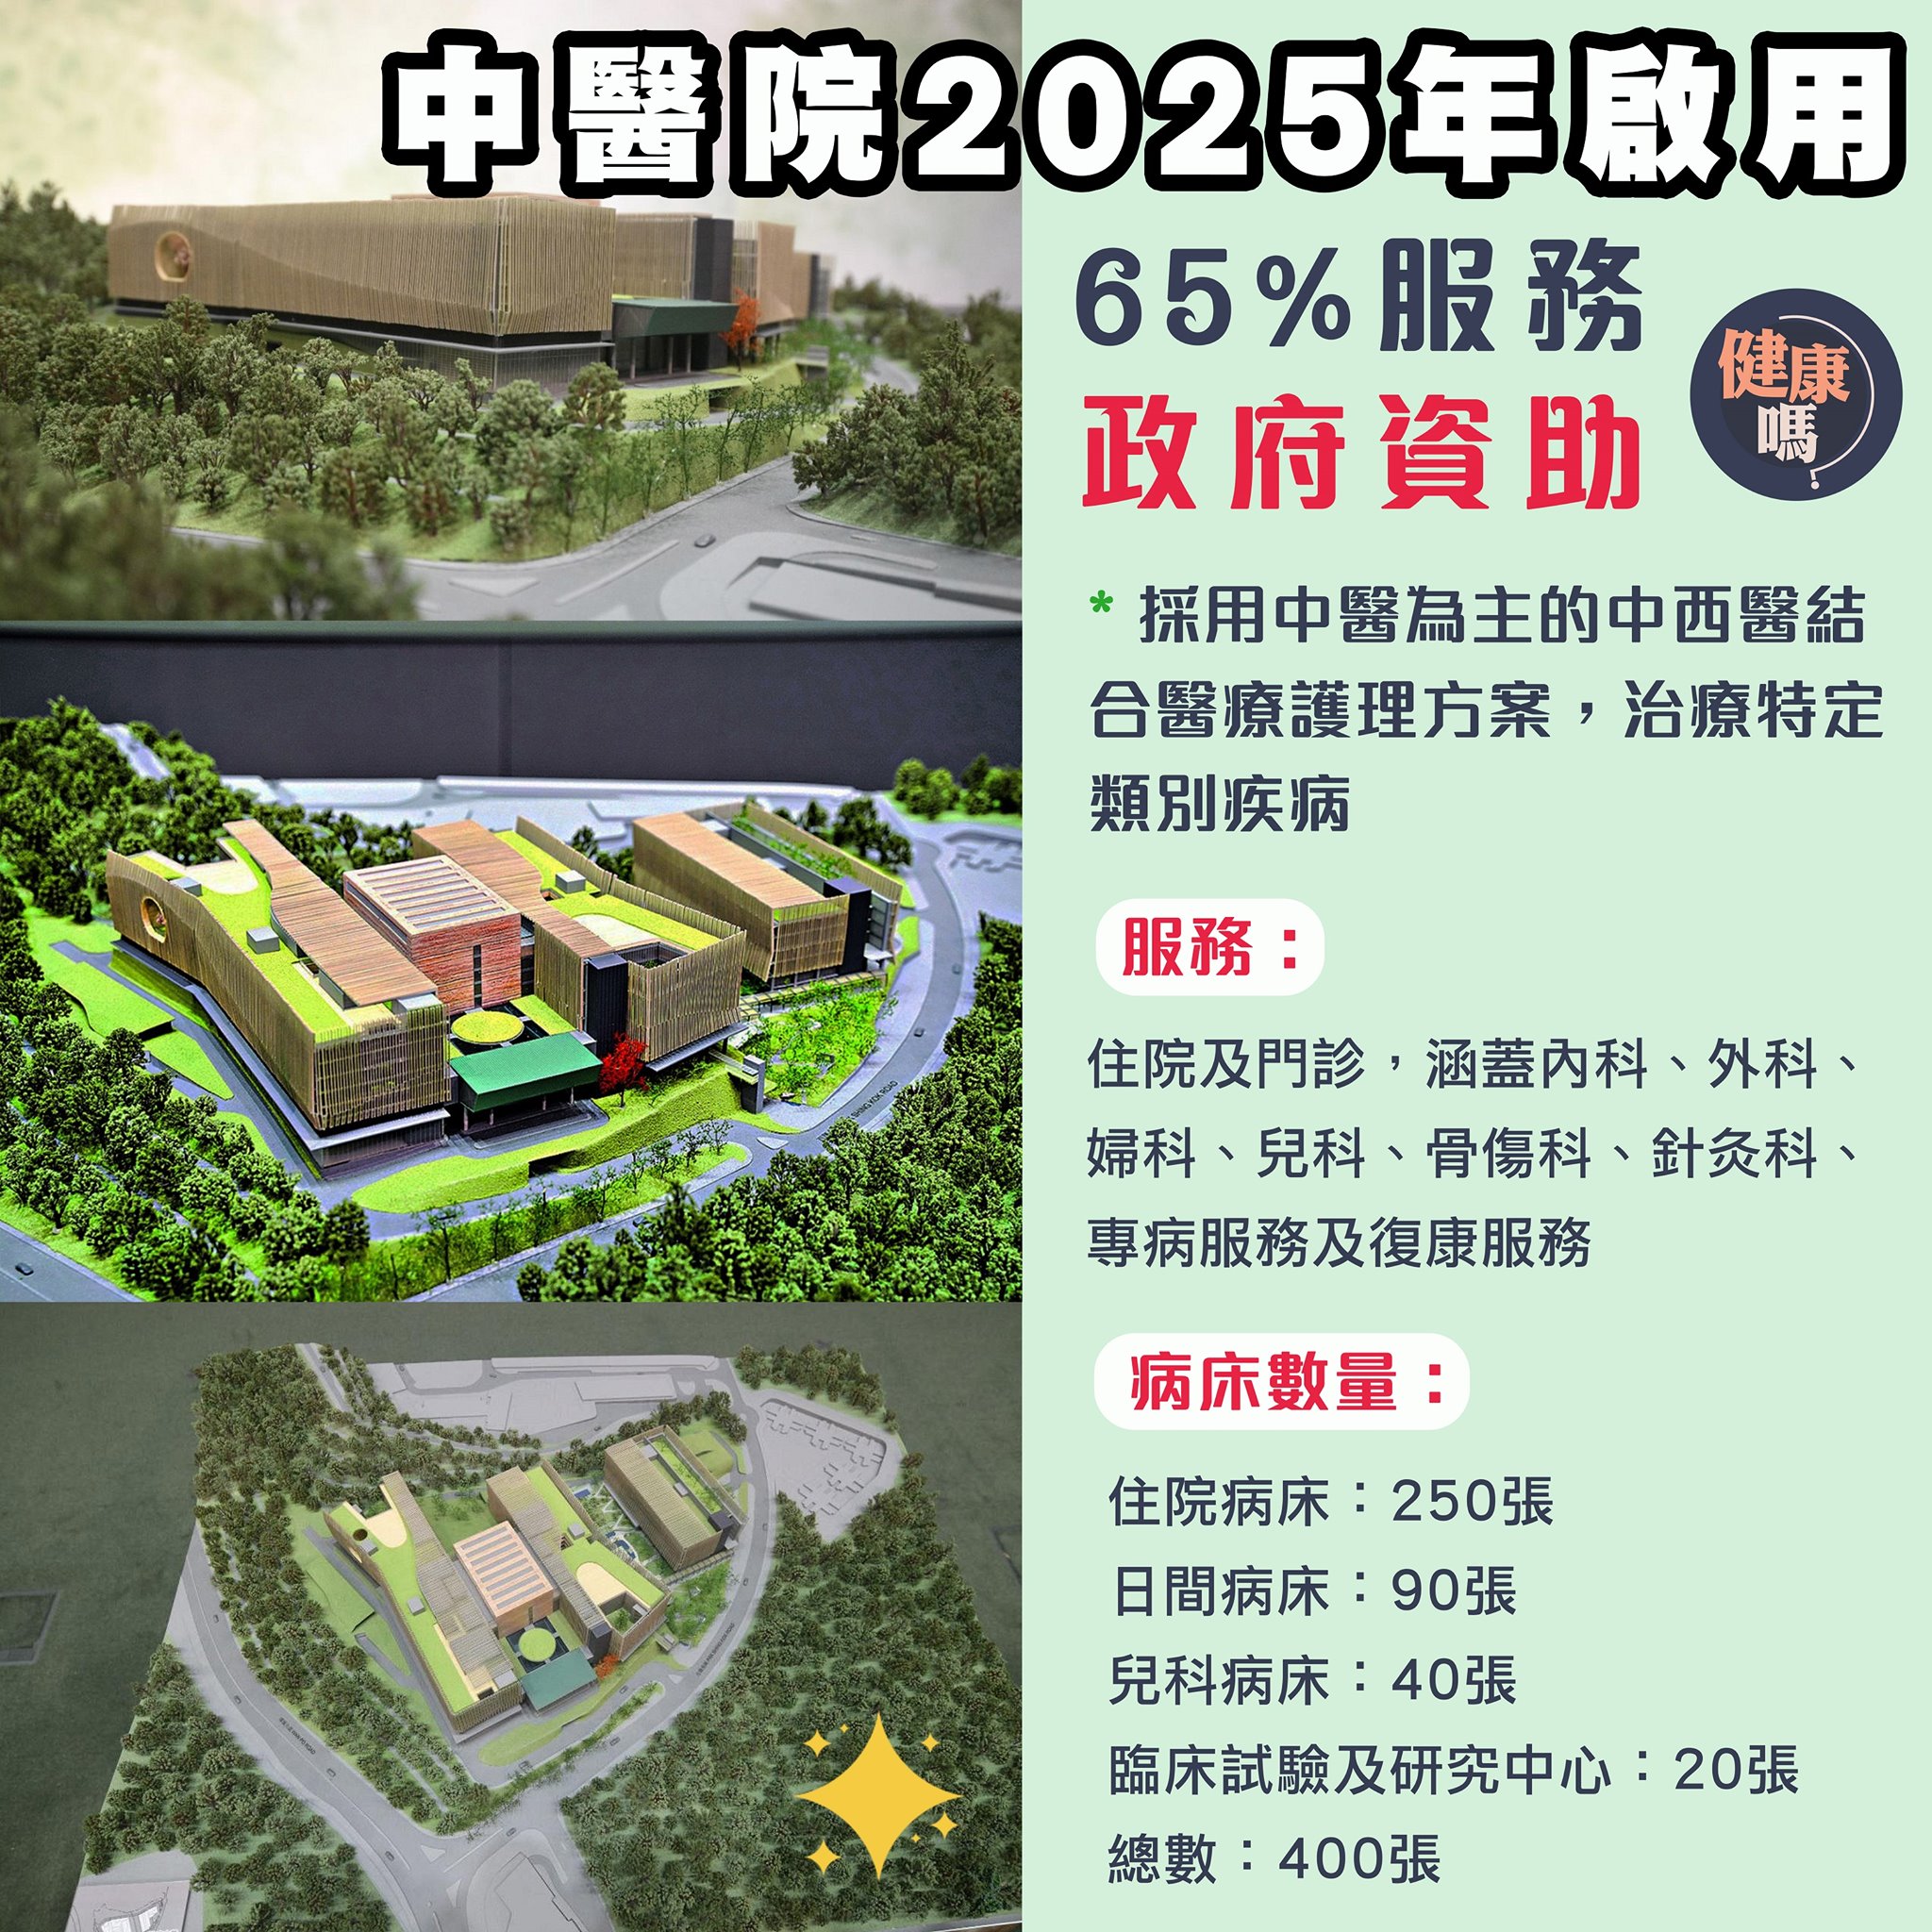 中醫院2025年啟用
65%服務
政府資助
健康
嗎?
* 採用中醫為主的中西醫結
合醫療護理方案，治療特定
類別疾病
服務：
住院及門診，涵蓋內科、外科、
婦科、兒科、骨傷科、針灸科、
專病服務及復康服務
病床數量：
住院病床：250張
日間病床：90張
兒科病床：40張
臨床試驗及研究中心：20張
總數：400張